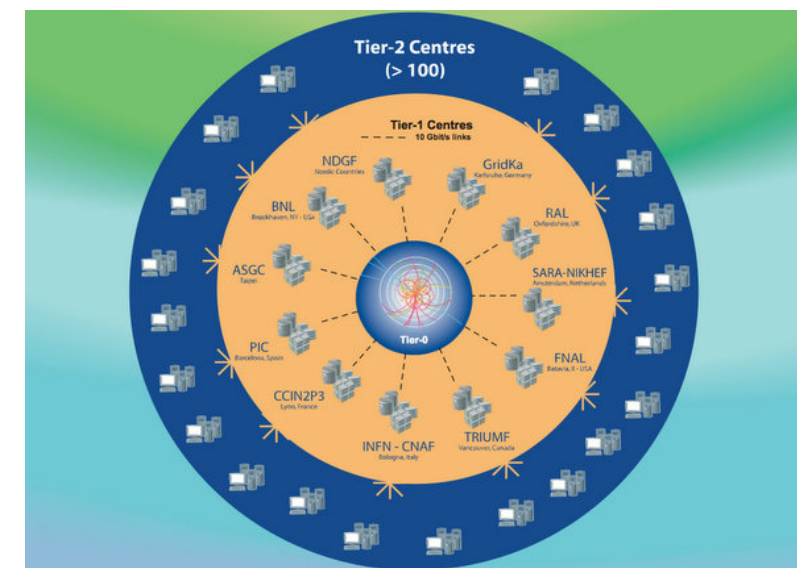 Tier-2 Centres
(> 100)
Tier-1 Centres
10 Gbit/s links
NDGF
Nordic Countries
GridKa
Karlsruhe, Germany
BNL
Brookhaven, NY - USA
RAL
Oxfordshire, UK
ASGC
Taipei
SARA-NIKHEF
Amsterdam, Netherlands
Tier-0
PIC
Barcelona, Spain
FNAL
Batavia, Il - USA
CCIN2P3
Lyon, France
TRIUMF
Vancouver, Canada
INFN - CNAF
Bologna, Italy